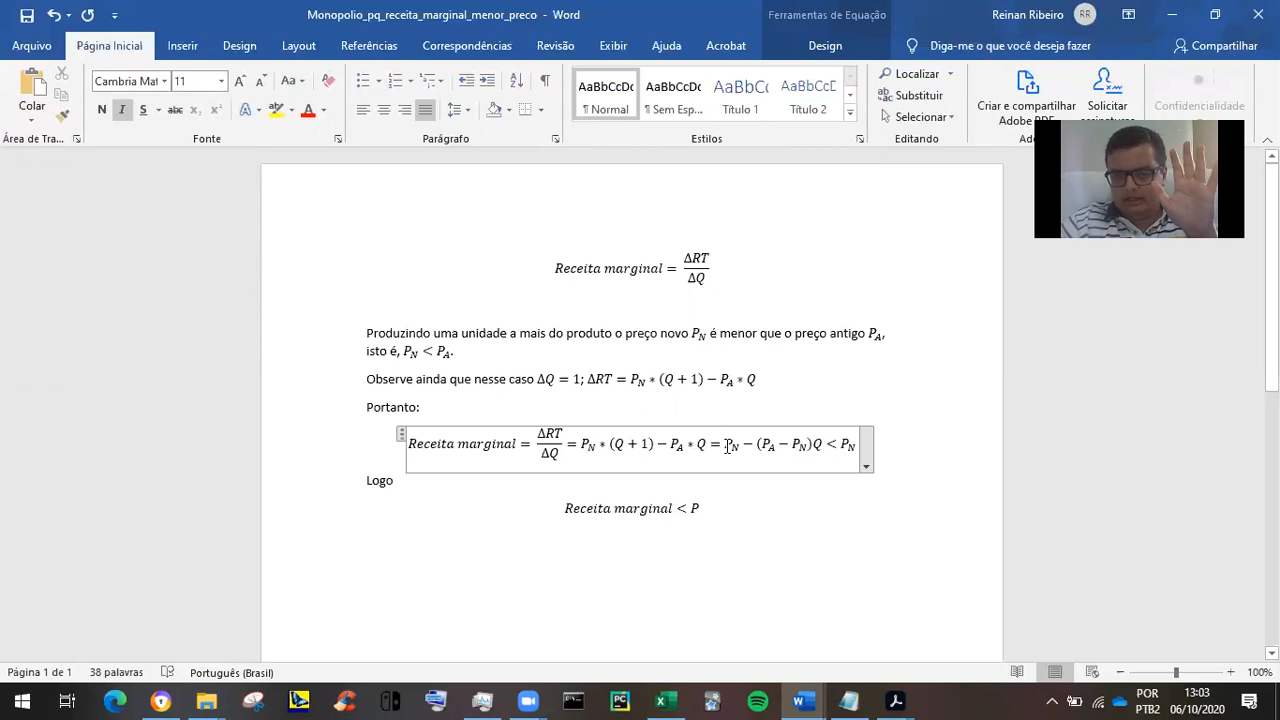 Monopolio_pq_receita_marginal_menor_preco - Word
Ferramentas de Equação
Reinan Ribeiro
RR
Arquivo Página Inicial Inserir Design Layout Referências Correspondências Revisão Exibir Ajuda Acrobat Design Diga-me o que você deseja fazer Compartilhar
Colar
Cambria Mat 11
N I S
AaBbCcDc AaBbCcDc AaBbCcD AaBbCcD
¶ Normal ¶ Sem Esp... Título 1 Título 2
Localizar
Substituir
Selecionar
Criar e compartilhar
Adobe PDF
Solicitar
Confidencialidade
Área de Tra... Fonte Parágrafo Estilos Editando
Receita marginal = ΔRT/ΔQ
Produzindo uma unidade a mais do produto o preço novo P_N é menor que o preço antigo P_A,
isto é, P_N < P_A.
Observe ainda que nesse caso ΔQ = 1; ΔRT = P_N ∗ (Q + 1) − P_A ∗ Q
Portanto:
Receita marginal = ΔRT/ΔQ = P_N ∗ (Q + 1) − P_A ∗ Q = P_N − (P_A − P_N)Q < P_N
Logo
Receita marginal < P
Página 1 de 1 38 palavras Português (Brasil) 100%
POR
PTB2
13:03
06/10/2020